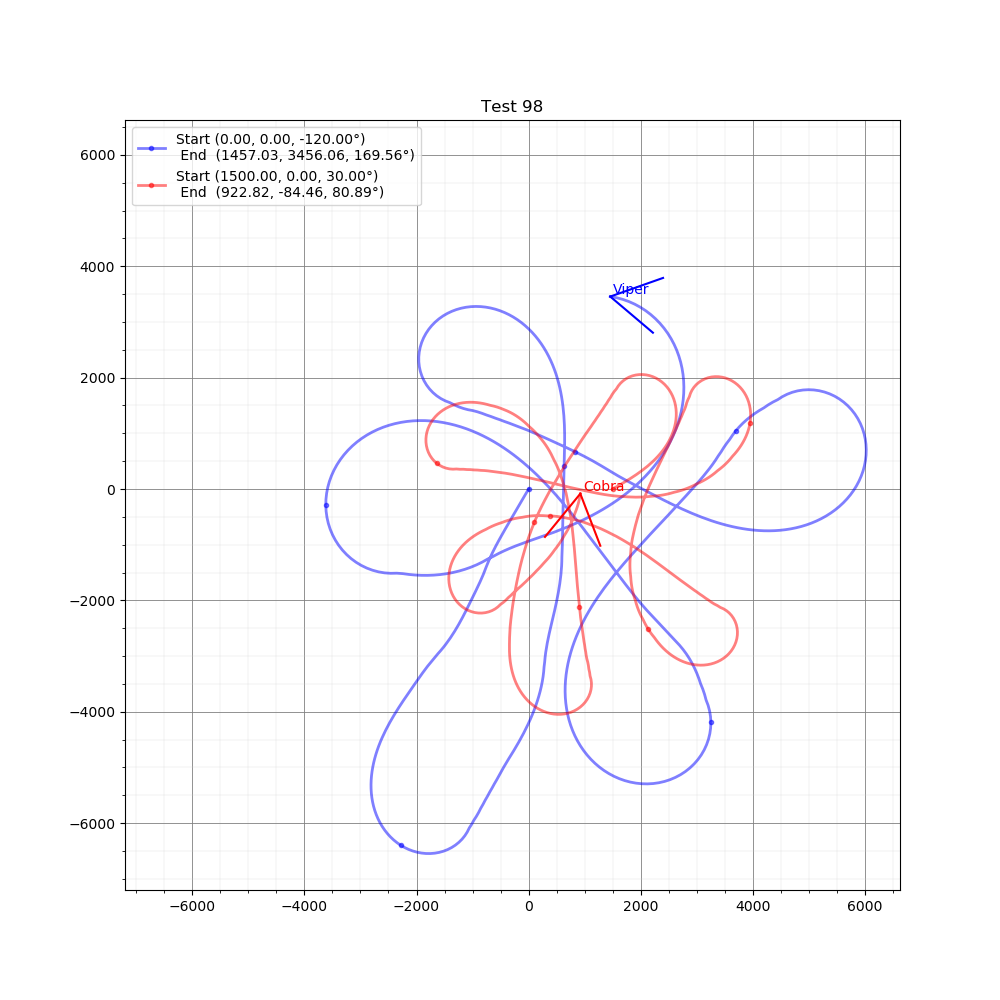 Test 98
Start (0.00, 0.00, -120.00°)
End  (1457.03, 3456.06, 169.56°)
Start (1500.00, 0.00, 30.00°)
End  (922.82, -84.46, 80.89°)
6000
4000
2000
0
−2000
−4000
−6000
Viper
Cobra
−6000 −4000 −2000 0 2000 4000 6000